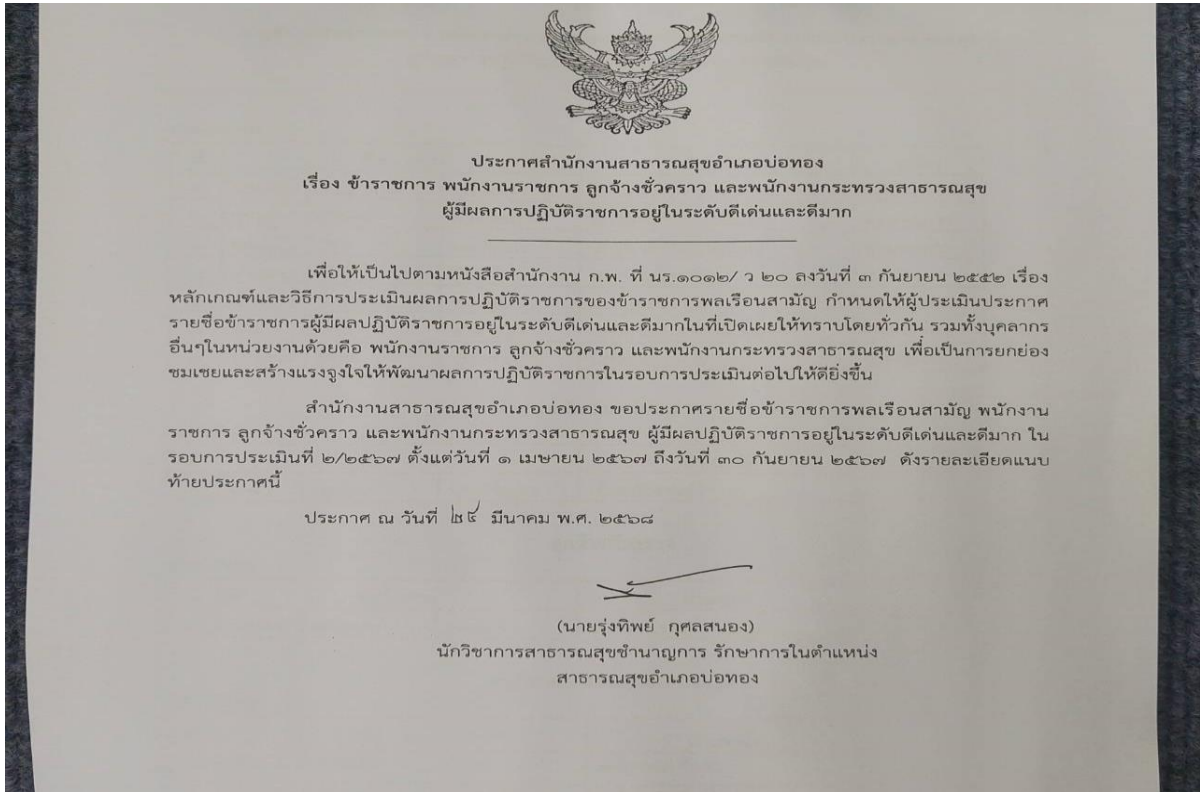 ประกาศสำนักงานสาธารณสุขอำเภอบ่อทอง
เรื่อง ข้าราชการ พนักงานราชการ ลูกจ้างชั่วคราว และพนักงานกระทรวงสาธารณสุข
ผู้มีผลการปฏิบัติราชการอยู่ในระดับดีเด่นและดีมาก
เพื่อให้เป็นไปตามหนังสือสำนักงาน ก.พ. ที่ นร.๑๐๑๒/ ว ๒๐ ลงวันที่ ๓ กันยายน ๒๕๕๒ เรื่อง
หลักเกณฑ์และวิธีการประเมินผลการปฏิบัติราชการของข้าราชการพลเรือนสามัญ กำหนดให้ผู้ประเมินประกาศ
รายชื่อข้าราชการผู้มีผลปฏิบัติราชการอยู่ในระดับดีเด่นและดีมากในที่เปิดเผยให้ทราบโดยทั่วกัน รวมทั้งบุคลากร
อื่นๆในหน่วยงานด้วยคือ พนักงานราชการ ลูกจ้างชั่วคราว และพนักงานกระทรวงสาธารณสุข เพื่อเป็นการยกย่อง
ชมเชยและสร้างแรงจูงใจให้พัฒนาผลการปฏิบัติราชการในรอบการประเมินต่อไปให้ดียิ่งขึ้น
สำนักงานสาธารณสุขอำเภอบ่อทอง ขอประกาศรายชื่อข้าราชการพลเรือนสามัญ พนักงาน
ราชการ ลูกจ้างชั่วคราว และพนักงานกระทรวงสาธารณสุข ผู้มีผลปฏิบัติราชการอยู่ในระดับดีเด่นและดีมาก ใน
รอบการประเมินที่ ๒/๒๕๖๗ ตั้งแต่วันที่ ๑ เมษายน ๒๕๖๗ ถึงวันที่ ๓๐ กันยายน ๒๕๖๗ ดังรายละเอียดแนบ
ท้ายประกาศนี้
ประกาศ ณ วันที่ มีนาคม พ.ศ. ๒๕๖๘
(นายรุ่งทิพย์ กุศลสนอง)
นักวิชาการสาธารณสุขชำนาญการ รักษาการในตำแหน่ง
สาธารณสุขอำเภอบ่อทอง